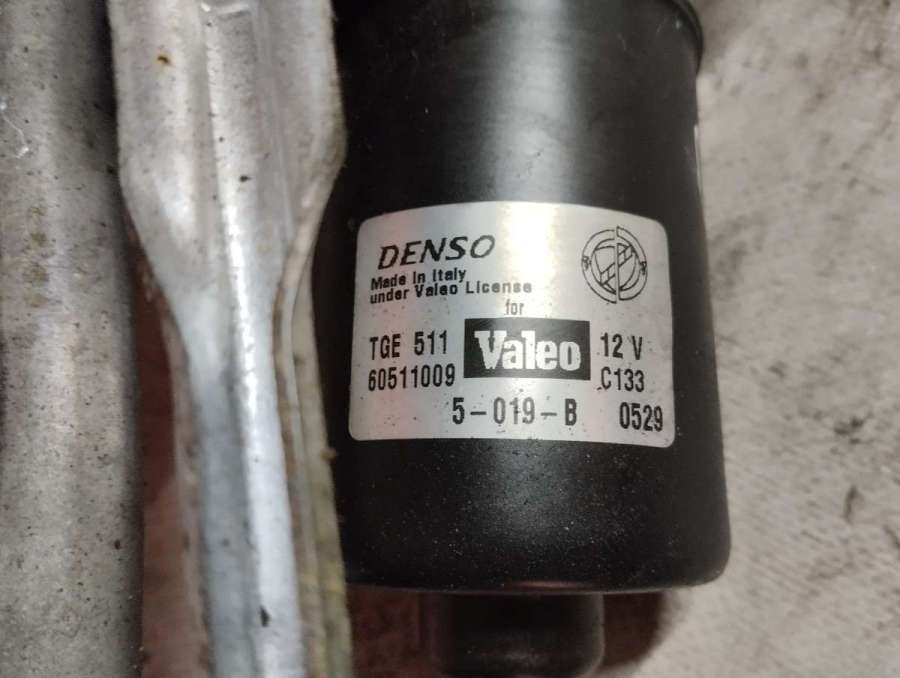 DENSO
Made in Italy
under Valeo License
for
TGE 511 Valeo 12 V
60511009 C133
5-019-B 0529